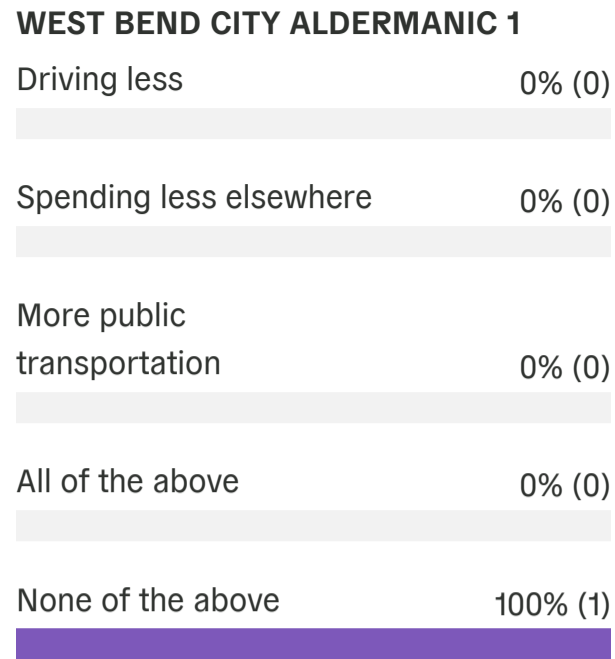 WEST BEND CITY ALDERMANIC 1
Driving less 0% (0)
Spending less elsewhere 0% (0)
More public
transportation 0% (0)
All of the above 0% (0)
None of the above 100% (1)